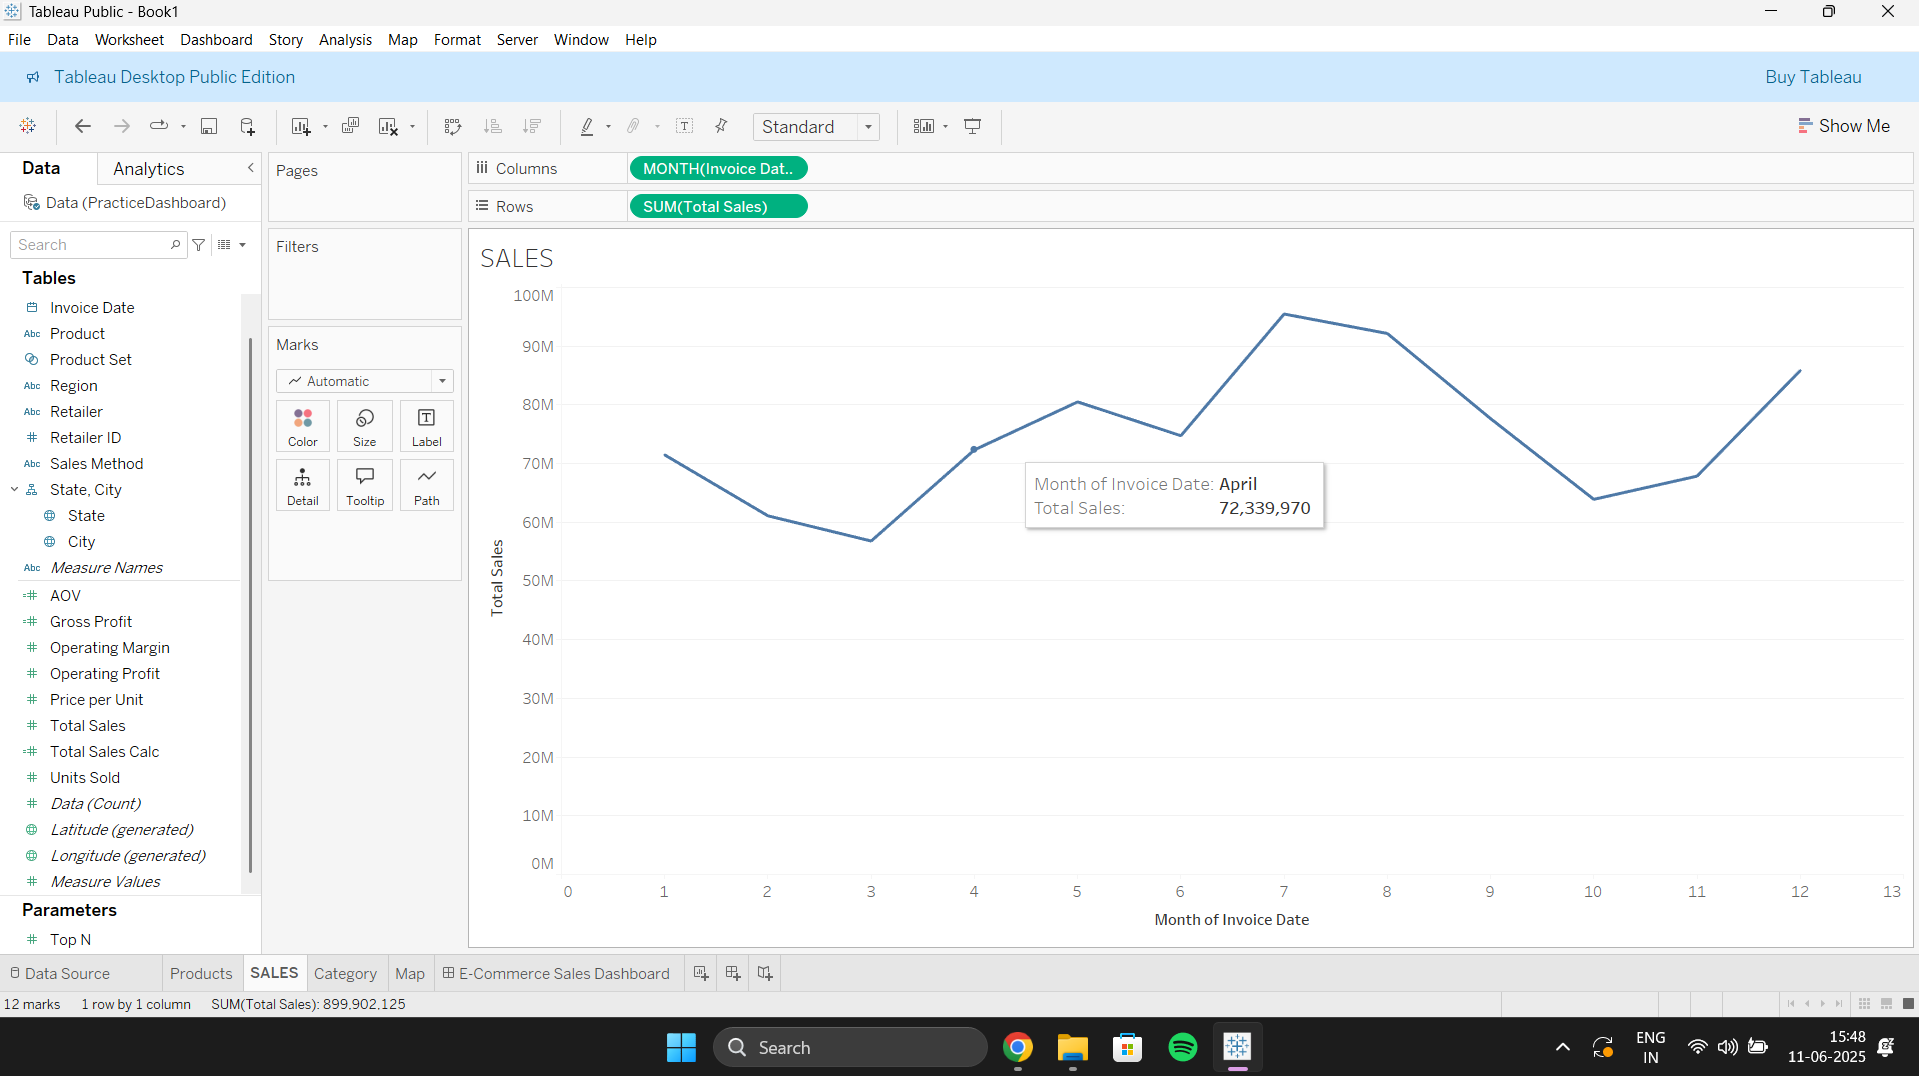 Tableau Public - Book1
File Data Worksheet Dashboard Story Analysis Map Format Server Window Help
Tableau Desktop Public Edition
Buy Tableau
Standard
Show Me
Data
Analytics
Data (PracticeDashboard)
Search
Tables
Invoice Date
Abc Product
Product Set
Abc Region
Abc Retailer
# Retailer ID
Abc Sales Method
State, City
State
City
Abc Measure Names
=# AOV
=# Gross Profit
# Operating Margin
# Operating Profit
# Price per Unit
# Total Sales
=# Total Sales Calc
# Units Sold
# Data (Count)
Latitude (generated)
Longitude (generated)
# Measure Values
Parameters
# Top N
Pages
Filters
Marks
Automatic
Color Size Label
Detail Tooltip Path
Columns
MONTH(Invoice Dat..
Rows
SUM(Total Sales)
SALES
100M
90M
80M
70M
60M
50M
40M
30M
20M
10M
0M
Total Sales
Month of Invoice Date: April
Total Sales: 72,339,970
0 1 2 3 4 5 6 7 8 9 10 11 12 13
Month of Invoice Date
Data Source Products SALES Category Map E-Commerce Sales Dashboard
12 marks 1 row by 1 column SUM(Total Sales): 899,902,125
Search
ENG
IN
15:48
11-06-2025